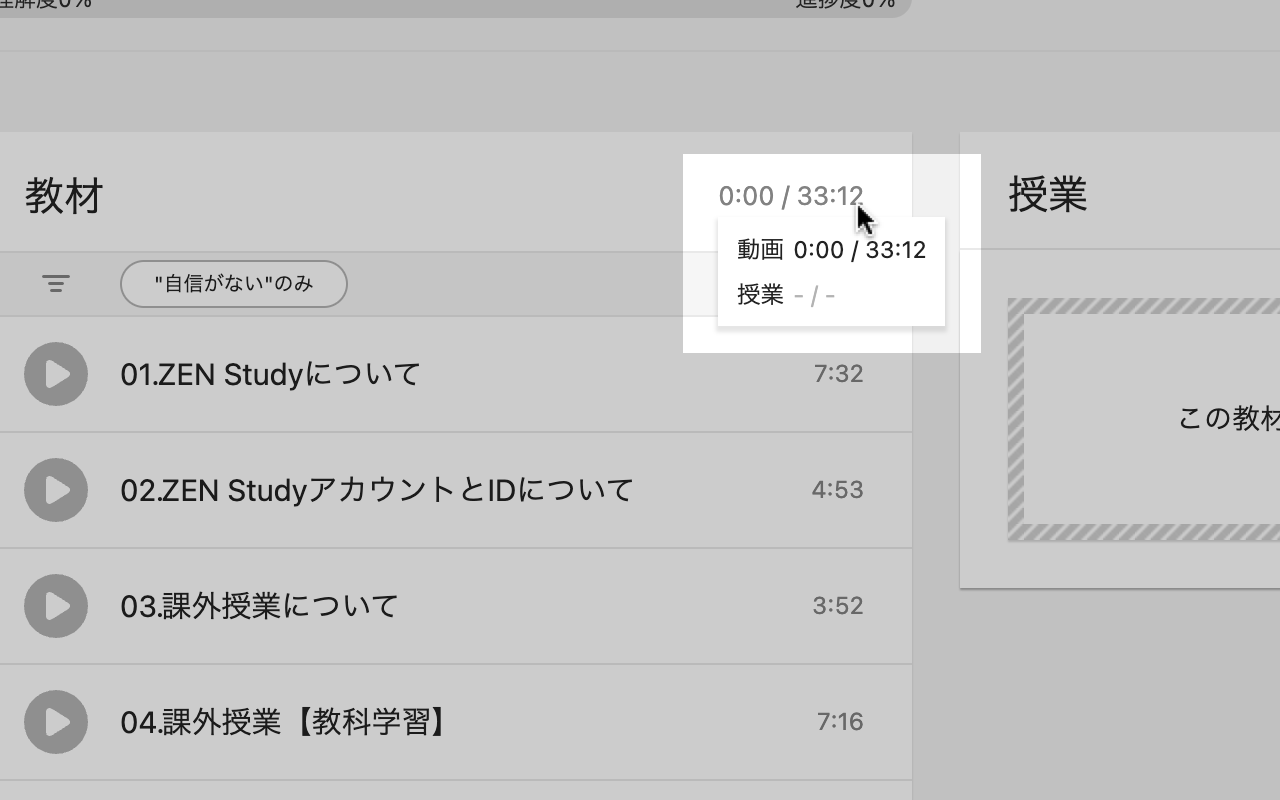 理解度0%
進捗度0%
教材
0:00 / 33:12
授業
動画 0:00 / 33:12
授業 - / -
"自信がない"のみ
01.ZEN Studyについて
7:32
この教材
02.ZEN StudyアカウントとIDについて
4:53
03.課外授業について
3:52
04.課外授業【教科学習】
7:16